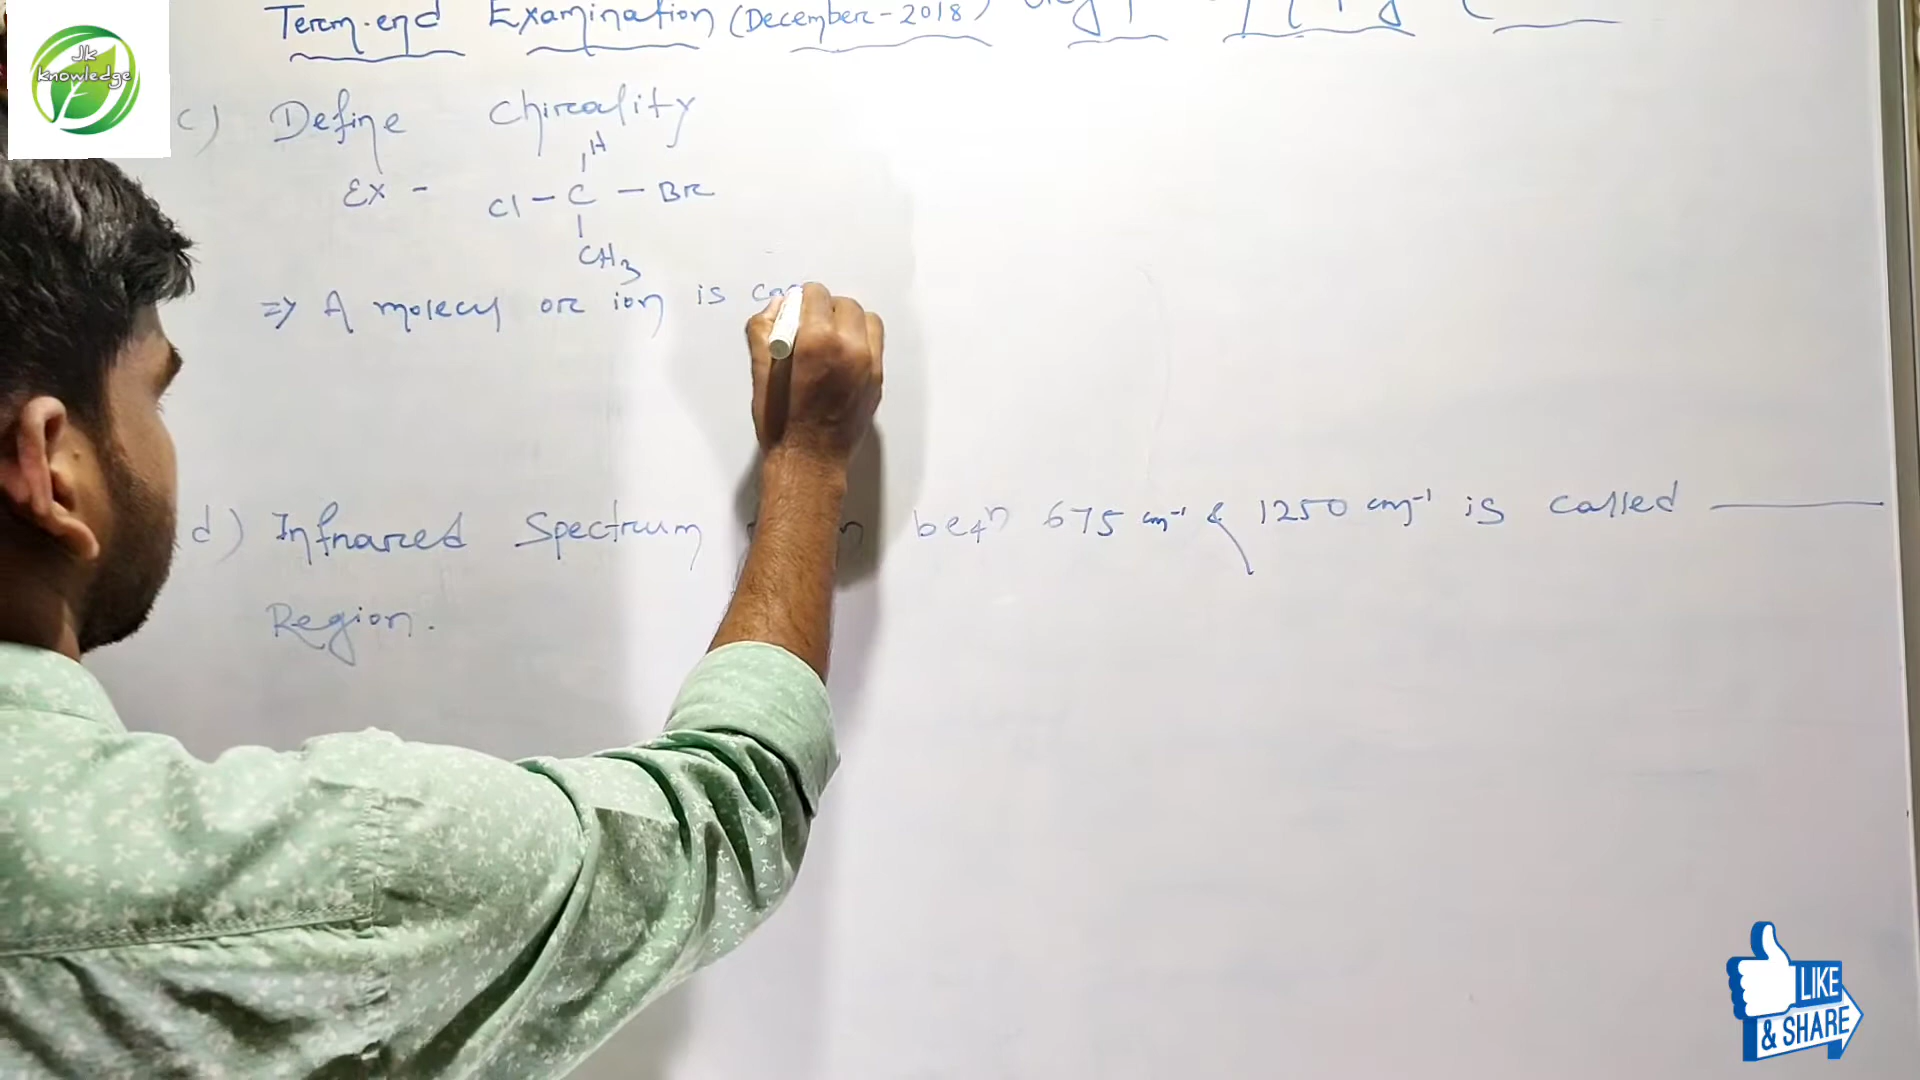 Term-end Examination (December-2018)
Jk
knowledge
c) Define Chirality
H
Ex - Cl - C - Br
CH3
=> A molecul or ion is ca
d) Infrared Spectrum betn 675 cm-1 & 1250 cm-1 is called
Region.
LIKE
& SHARE